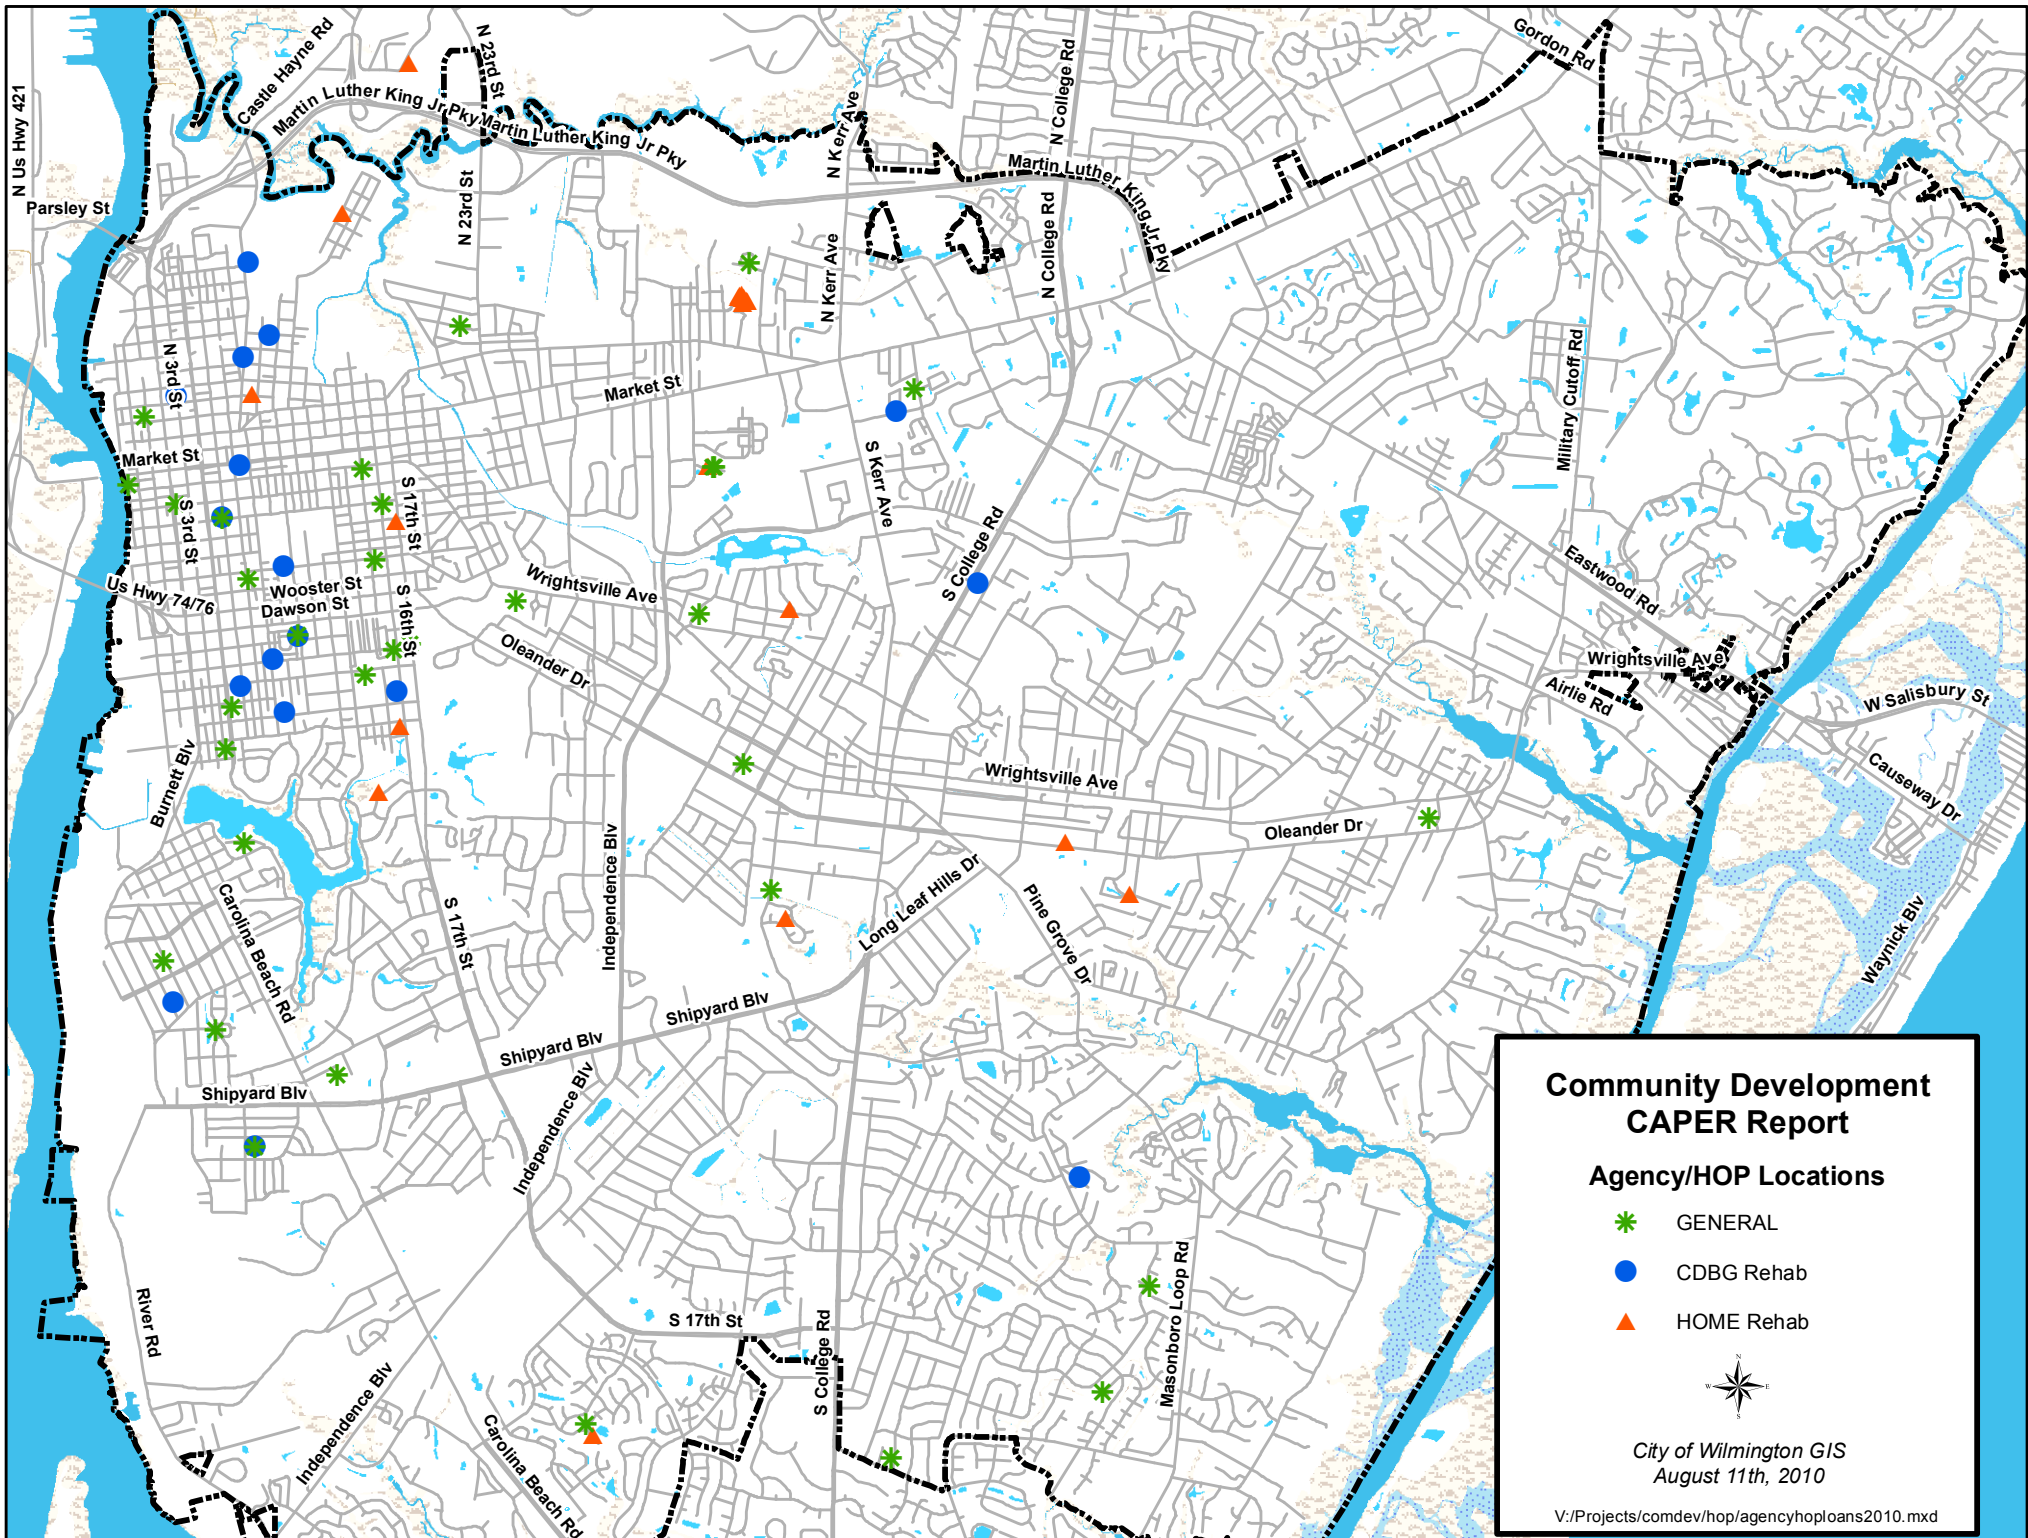 Gordon Rd
N 23rd St
Castle Hayne Rd
N College Rd
N Us Hwy 421
Martin Luther King Jr Pky
Martin Luther King Jr Pky
N Kerr Ave
Martin Luther King Jr Pky
Parsley St
N 23rd St
N College Rd
N Kerr Ave
N 3rd St
Market St
Military Cutoff Rd
Market St
S Kerr Ave
S 17th St
S 3rd St
S College Rd
Eastwood Rd
Us Hwy 74/76
Wooster St
Dawson St
Wrightsville Ave
S 16th St
Oleander Dr
Wrightsville Ave
Airlie Rd
W Salisbury St
Burnett Blv
Wrightsville Ave
Causeway Dr
Oleander Dr
Independence Blv
Carolina Beach Rd
S 17th St
Long Leaf Hills Dr
Pine Grove Dr
Waynick Blv
Shipyard Blv
Shipyard Blv
Shipyard Blv
Independence Blv
River Rd
S 17th St
S College Rd
Masonboro Loop Rd
Independence Blv
Carolina Beach Rd
Community Development
CAPER Report
Agency/HOP Locations
GENERAL
CDBG Rehab
HOME Rehab
N
W E
S
City of Wilmington GIS
August 11th, 2010
V:/Projects/comdev/hop/agencyhoploans2010.mxd